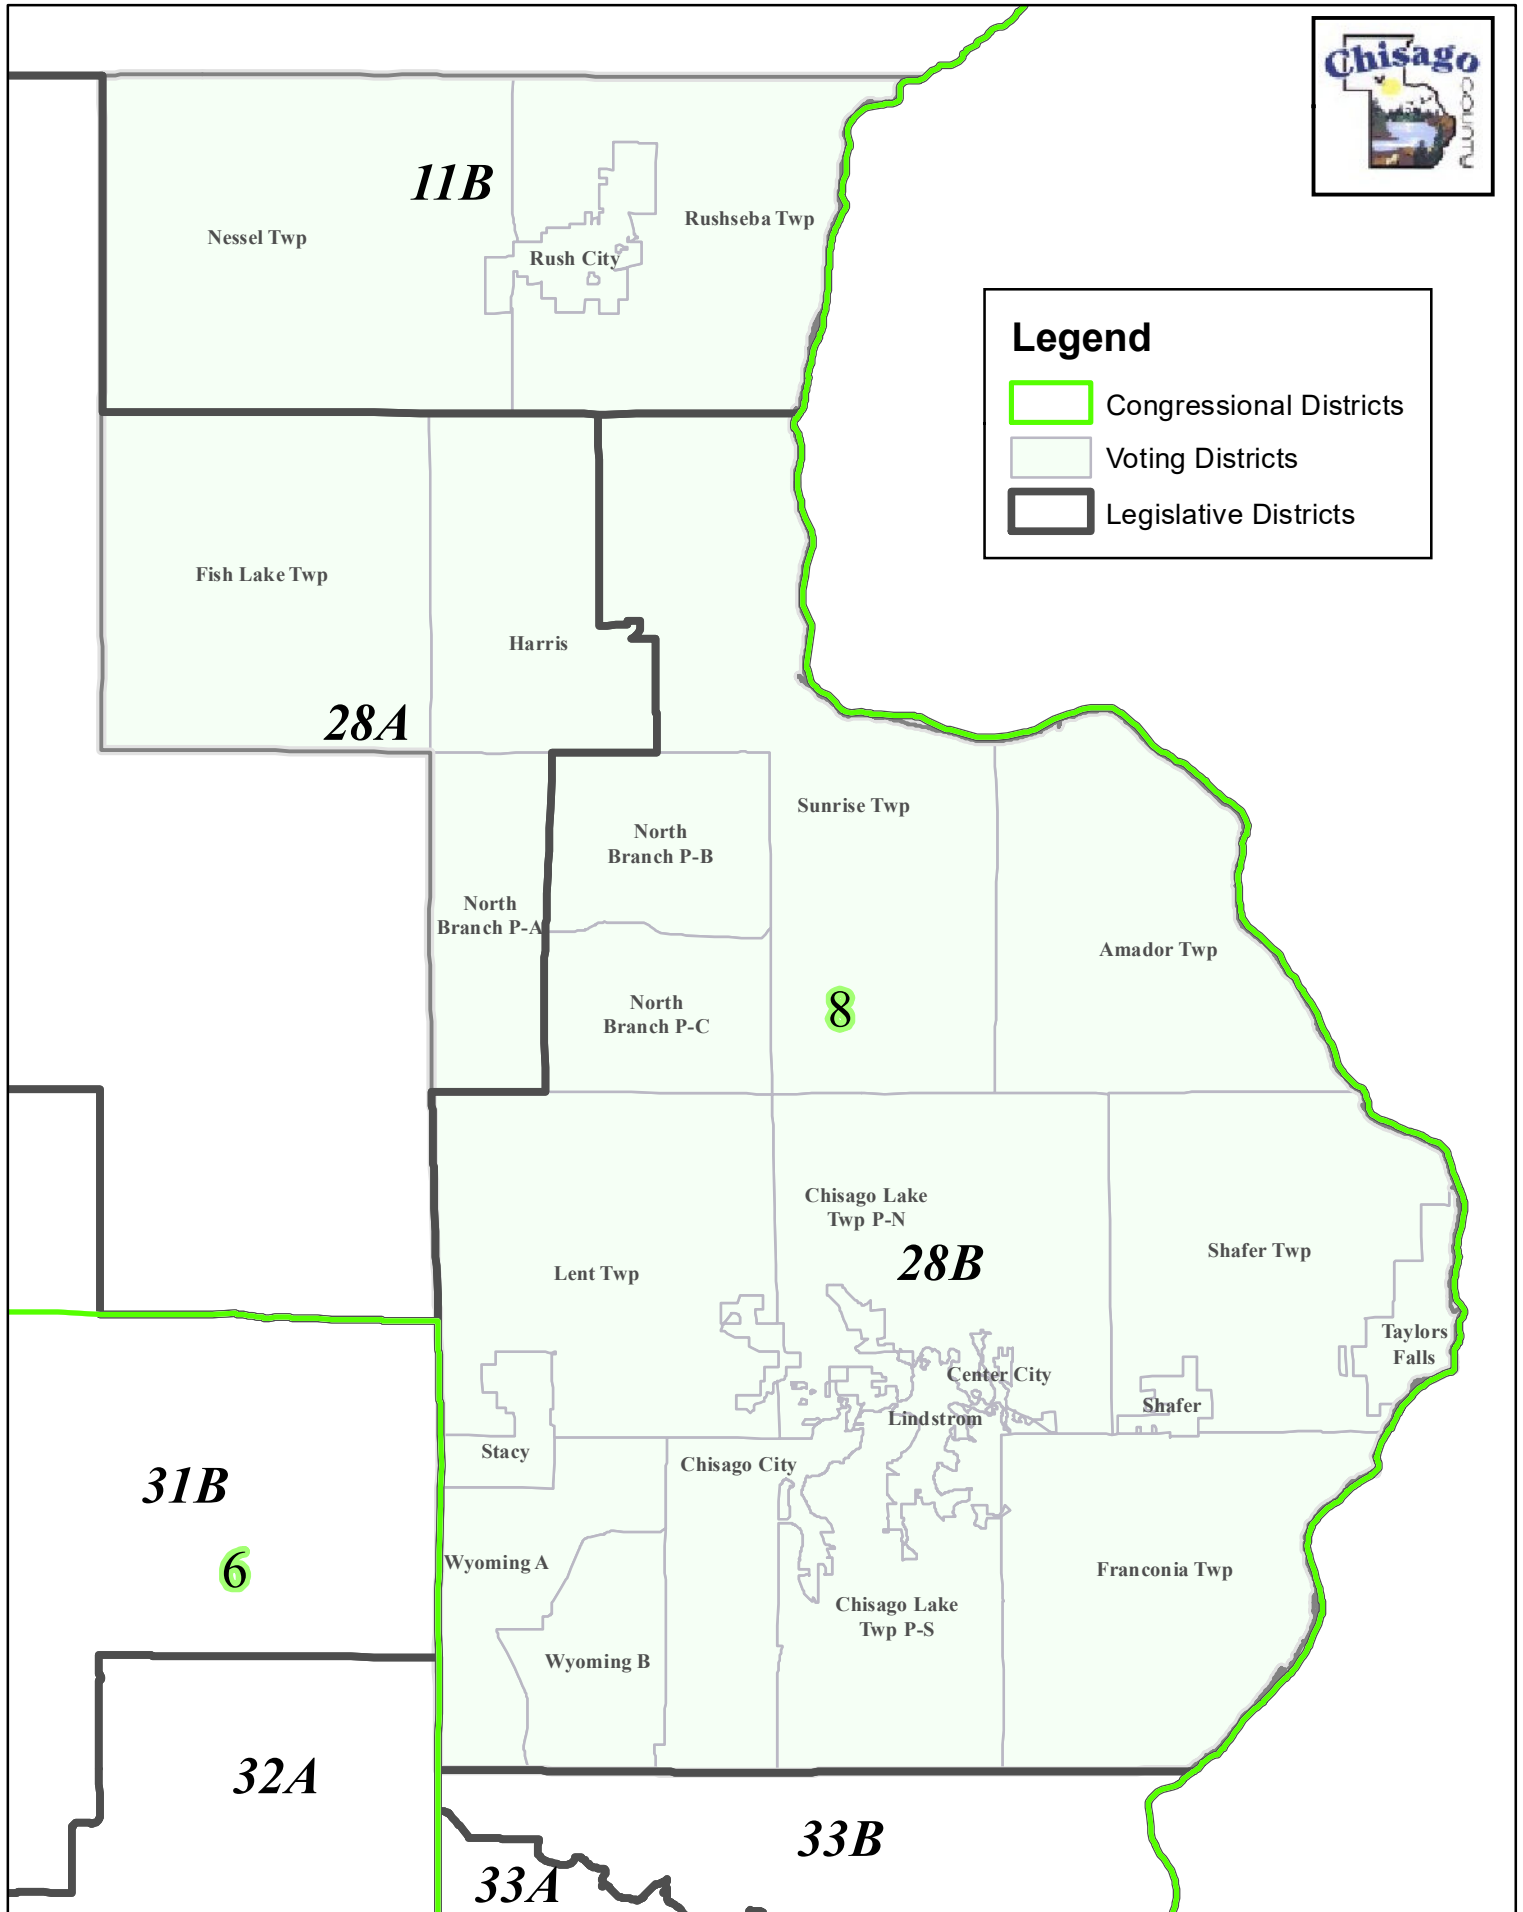 Chisago
COUNTY
11B
Nessel Twp
Rushseba Twp
Rush City
Legend
Congressional Districts
Voting Districts
Legislative Districts
Fish Lake Twp
Harris
28A
Sunrise Twp
North
Branch P-B
North
Branch P-A
Amador Twp
North
Branch P-C
8
Chisago Lake
Twp P-N
28B
Shafer Twp
Lent Twp
Taylors
Falls
Center City
Shafer
Lindstrom
Stacy
Chisago City
31B
6
Wyoming A
Franconia Twp
Chisago Lake
Twp P-S
Wyoming B
32A
33B
33A